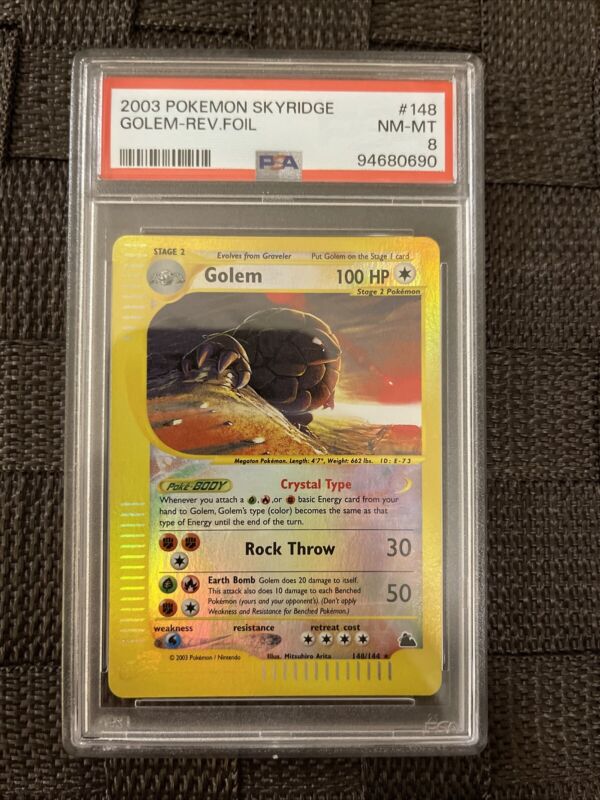 2003 POKEMON SKYRIDGE #148
GOLEM-REV.FOIL NM-MT
8
PSA 94680690
STAGE 2 Evolves from Graveler Put Golem on the Stage 1 card
Golem 100 HP
Stage 2 Pokémon
Megaton Pokémon. Length: 4'7", Weight: 662 lbs. ID: E-73
Poké-BODY Crystal Type
Whenever you attach a , , or basic Energy card from your
hand to Golem, Golem's type (color) becomes the same as that
type of Energy until the end of the turn.
Rock Throw 30
Earth Bomb Golem does 20 damage to itself.
This attack also does 10 damage to each Benched
Pokémon (yours and your opponent's). (Don't apply
Weakness and Resistance for Benched Pokémon.)
50
weakness resistance retreat cost
© 2003 Pokémon / Nintendo Illus. Mitsuhiro Arita 148/144 ★
PSA